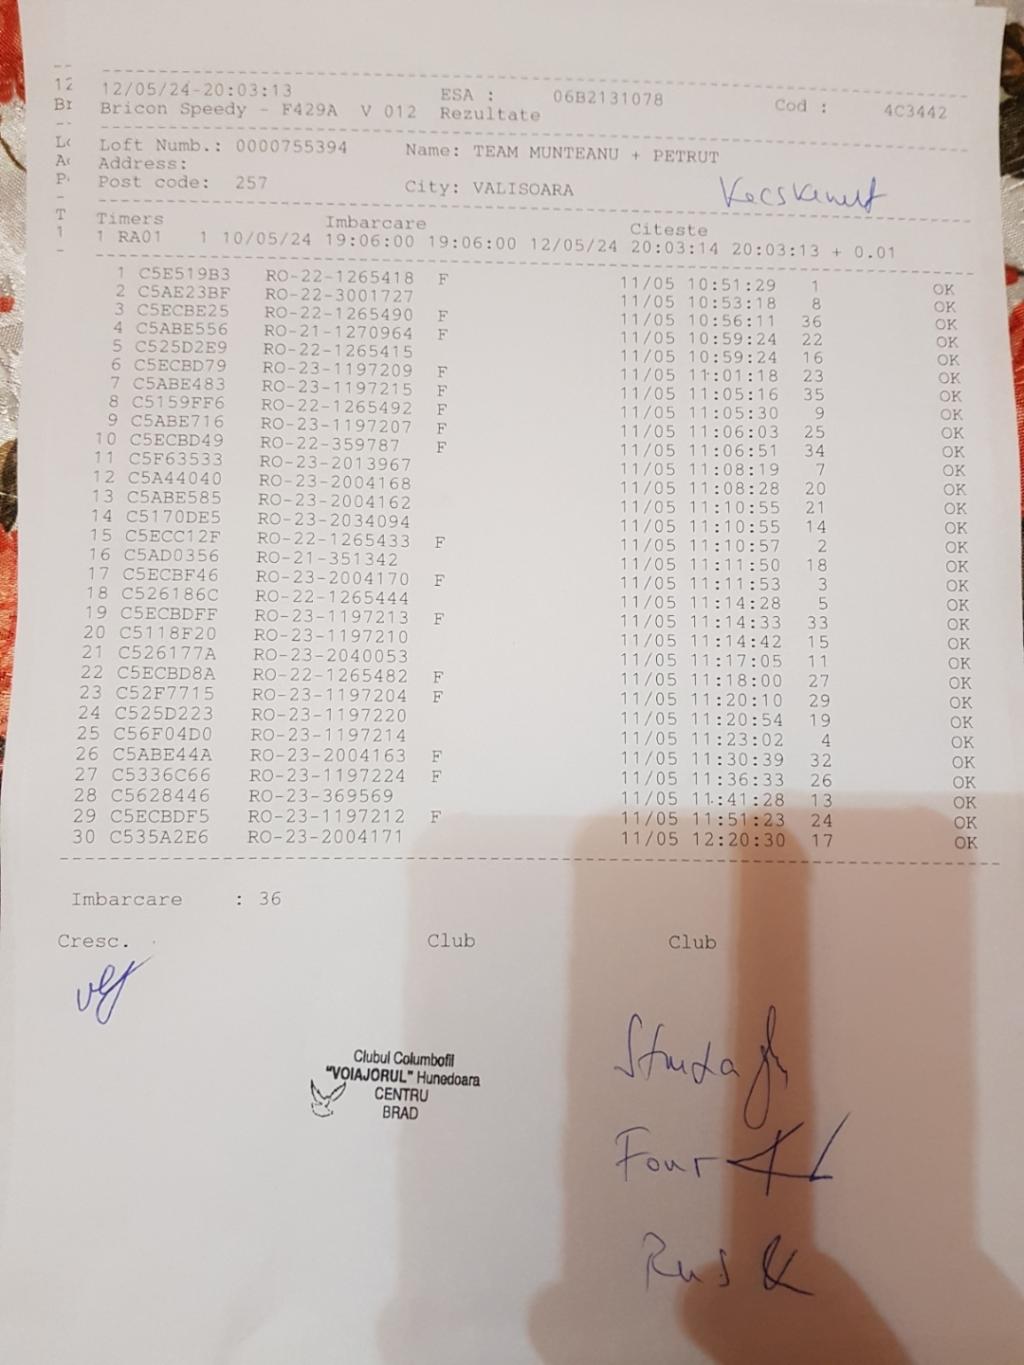 12/05/24-20:03:13 ESA : 06B2131078 Cod : 4C3442
Bricon Speedy - F429A V 012 Rezultate
Loft Numb.: 0000755394 Name: TEAM MUNTEANU + PETRUT
Address:
Post code: 257 City: VALISOARA
Kecskemet
Timers Imbarcare Citeste
1 RA01 1 10/05/24 19:06:00 19:06:00 12/05/24 20:03:14 20:03:13 + 0.01
1 C5E519B3 RO-22-1265418 F 11/05 10:51:29 1 OK
2 C5AE23BF RO-22-3001727 11/05 10:53:18 8 OK
3 C5ECBE25 RO-22-1265490 F 11/05 10:56:11 36 OK
4 C5ABE556 RO-21-1270964 F 11/05 10:59:24 22 OK
5 C525D2E9 RO-22-1265415 11/05 10:59:24 16 OK
6 C5ECBD79 RO-23-1197209 F 11/05 11:01:18 23 OK
7 C5ABE483 RO-23-1197215 F 11/05 11:05:16 35 OK
8 C5159FF6 RO-22-1265492 F 11/05 11:05:30 9 OK
9 C5ABE716 RO-23-1197207 F 11/05 11:06:03 25 OK
10 C5ECBD49 RO-22-359787 F 11/05 11:06:51 34 OK
11 C5F63533 RO-23-2013967 11/05 11:08:19 7 OK
12 C5A44040 RO-23-2004168 11/05 11:08:28 20 OK
13 C5ABE585 RO-23-2004162 11/05 11:10:55 21 OK
14 C5170DE5 RO-23-2034094 11/05 11:10:55 14 OK
15 C5ECC12F RO-22-1265433 F 11/05 11:10:57 2 OK
16 C5AD0356 RO-21-351342 11/05 11:11:50 18 OK
17 C5ECBF46 RO-23-2004170 F 11/05 11:11:53 3 OK
18 C526186C RO-22-1265444 11/05 11:14:28 5 OK
19 C5ECBDFF RO-23-1197213 F 11/05 11:14:33 33 OK
20 C5118F20 RO-23-1197210 11/05 11:14:42 15 OK
21 C526177A RO-23-2040053 11/05 11:17:05 11 OK
22 C5ECBD8A RO-22-1265482 F 11/05 11:18:00 27 OK
23 C52F7715 RO-23-1197204 F 11/05 11:20:10 29 OK
24 C525D223 RO-23-1197220 11/05 11:20:54 19 OK
25 C56F04D0 RO-23-1197214 11/05 11:23:02 4 OK
26 C5ABE44A RO-23-2004163 F 11/05 11:30:39 32 OK
27 C5336C66 RO-23-1197224 F 11/05 11:36:33 26 OK
28 C5628446 RO-23-369569 11/05 11:41:28 13 OK
29 C5ECBDF5 RO-23-1197212 F 11/05 11:51:23 24 OK
30 C535A2E6 RO-23-2004171 11/05 12:20:30 17 OK
Imbarcare : 36
Cresc. Club Club
Clubul Columbofil
"VOIAJORUL" Hunedoara
CENTRU
BRAD
Rus